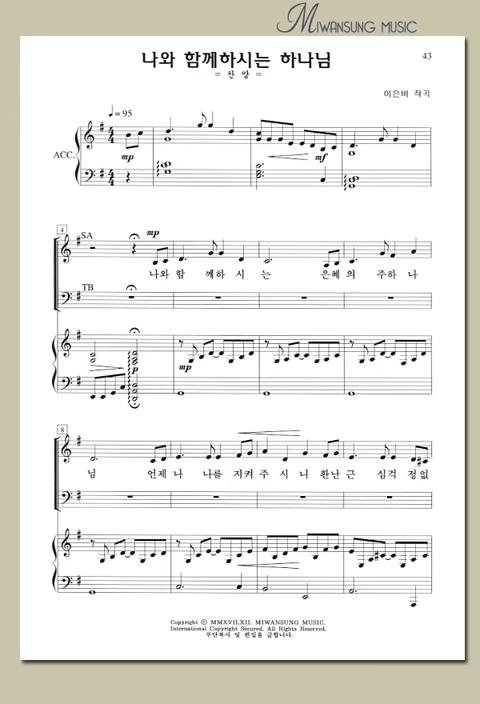 MIWANSUNG MUSIC
나와 함께하시는 하나님
43
= 찬 양 =
이은비 작곡
♩ = 95
ACC.
mp
mf
4
SA
mp
나와 함 께하 시 는 은혜 의 주하 나
TB
p
mp
8
님 언제 나 나를 지켜 주 시 니 환난 근 심걱 정없
Copyright © MMXVII.XII. MIWANSUNG MUSIC.
International Copyright Secured. All Rights Reserved.
무단복사 및 편집을 금합니다.